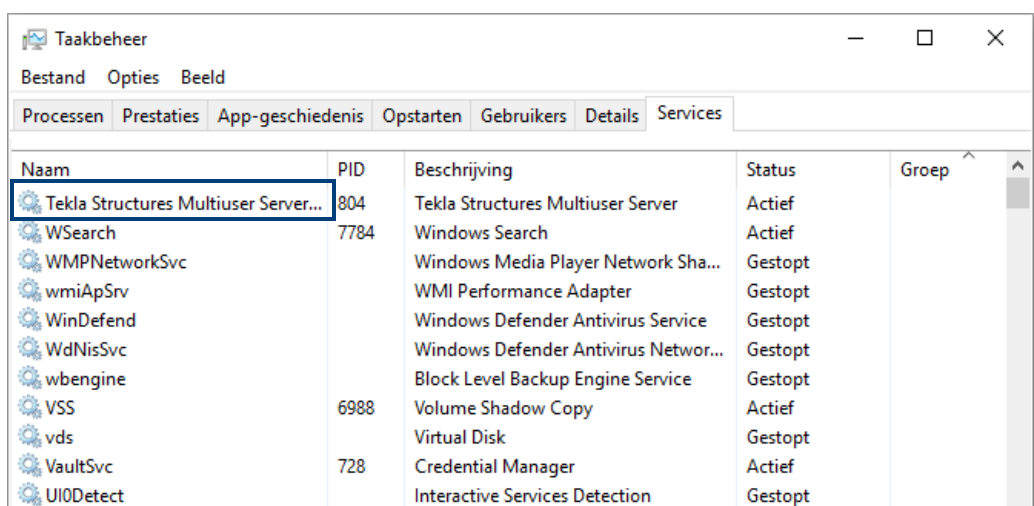 Taakbeheer
Bestand Opties Beeld
Processen Prestaties App-geschiedenis Opstarten Gebruikers Details Services
Naam PID Beschrijving Status Groep
Tekla Structures Multiuser Server... 804 Tekla Structures Multiuser Server Actief
WSearch 7784 Windows Search Actief
WMPNetworkSvc Windows Media Player Network Sha... Gestopt
wmiApSrv WMI Performance Adapter Gestopt
WinDefend Windows Defender Antivirus Service Gestopt
WdNisSvc Windows Defender Antivirus Networ... Gestopt
wbengine Block Level Backup Engine Service Gestopt
VSS 6988 Volume Shadow Copy Actief
vds Virtual Disk Gestopt
VaultSvc 728 Credential Manager Actief
UI0Detect Interactive Services Detection Gestopt